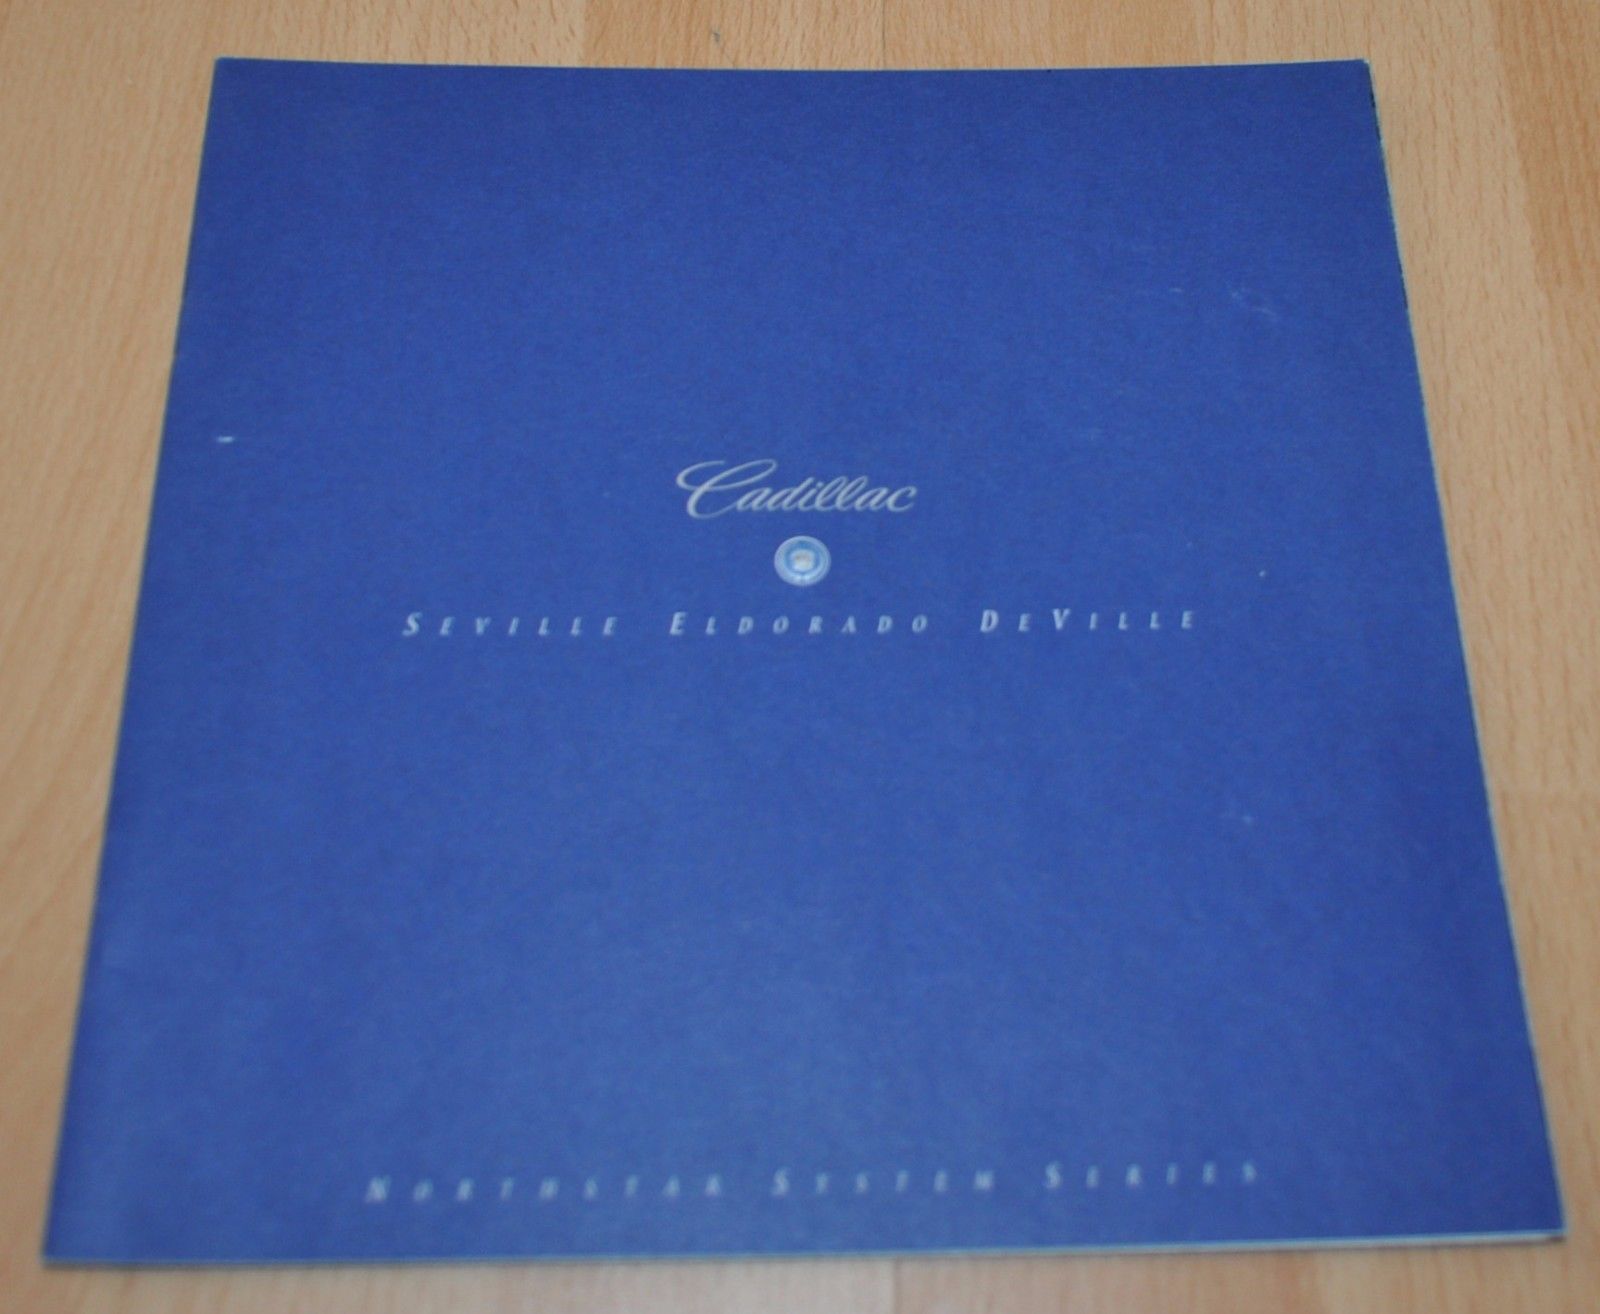 Cadillac
SEVILLE ELDORADO DEVILLE
NORTHSTAR SYSTEM SERIES